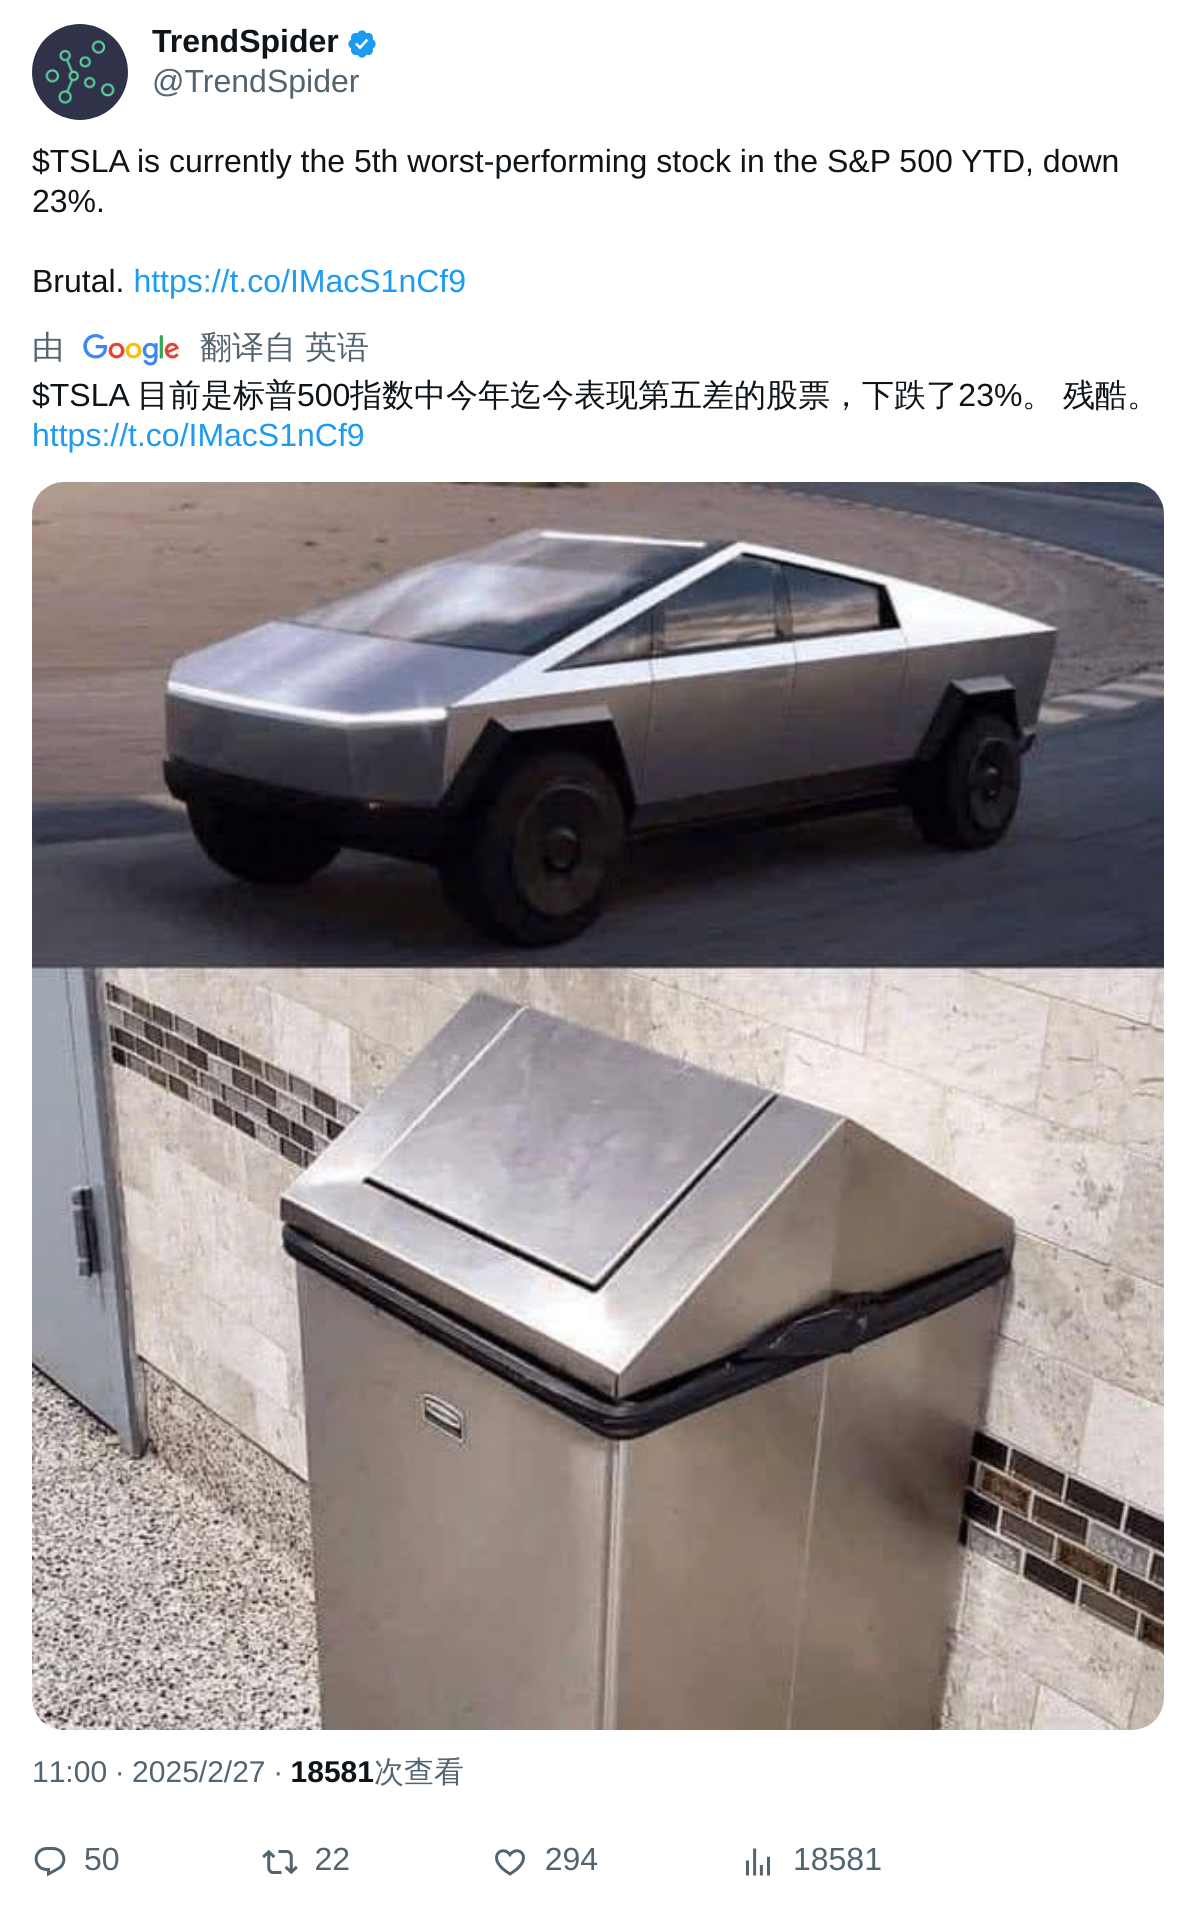 TrendSpider
@TrendSpider
$TSLA is currently the 5th worst-performing stock in the S&P 500 YTD, down
23%.
Brutal. https://t.co/IMacS1nCf9
由 Google 翻译自 英语
$TSLA 目前是标普500指数中今年迄今表现第五差的股票，下跌了23%。 残酷。
https://t.co/IMacS1nCf9
11:00 · 2025/2/27 · 18581次查看
50 22 294 18581